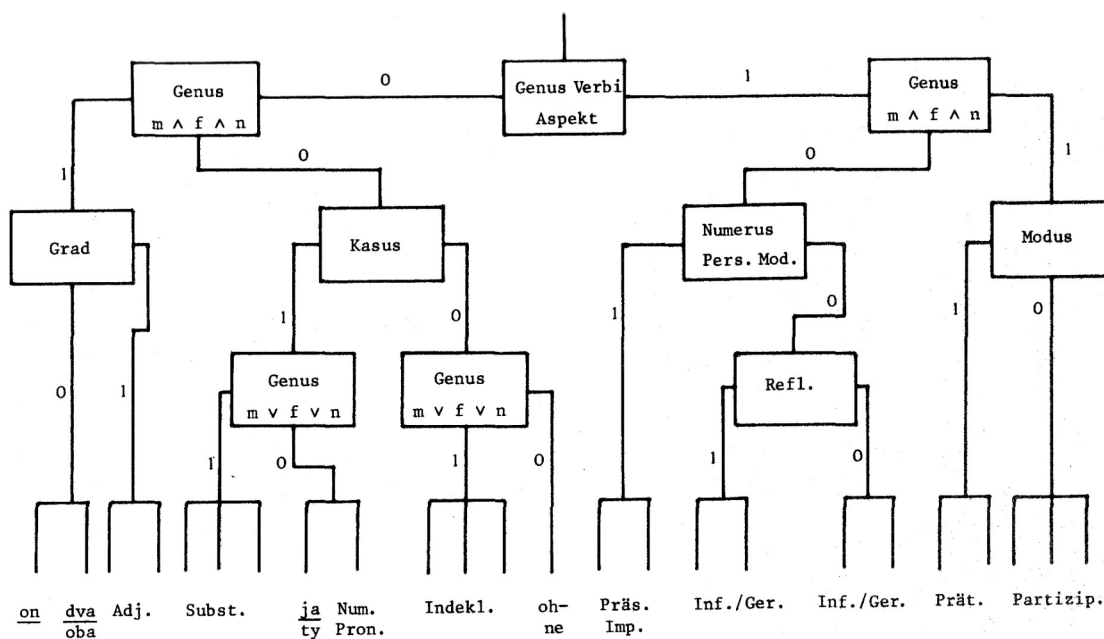 0 1
Genus Genus Verbi Genus
m ∧ f ∧ n Aspekt m ∧ f ∧ n
0 0
1 1
Grad Kasus Numerus Modus
Pers. Mod.
1 0 1 0 1 0
Genus Genus Refl.
m ∨ f ∨ n m ∨ f ∨ n
0 1
1 0 1 0 1 0
on dva Adj. Subst. ja Num. Indekl. oh- Präs. Inf./Ger. Inf./Ger. Prät. Partizip.
oba ty Pron. ne Imp.